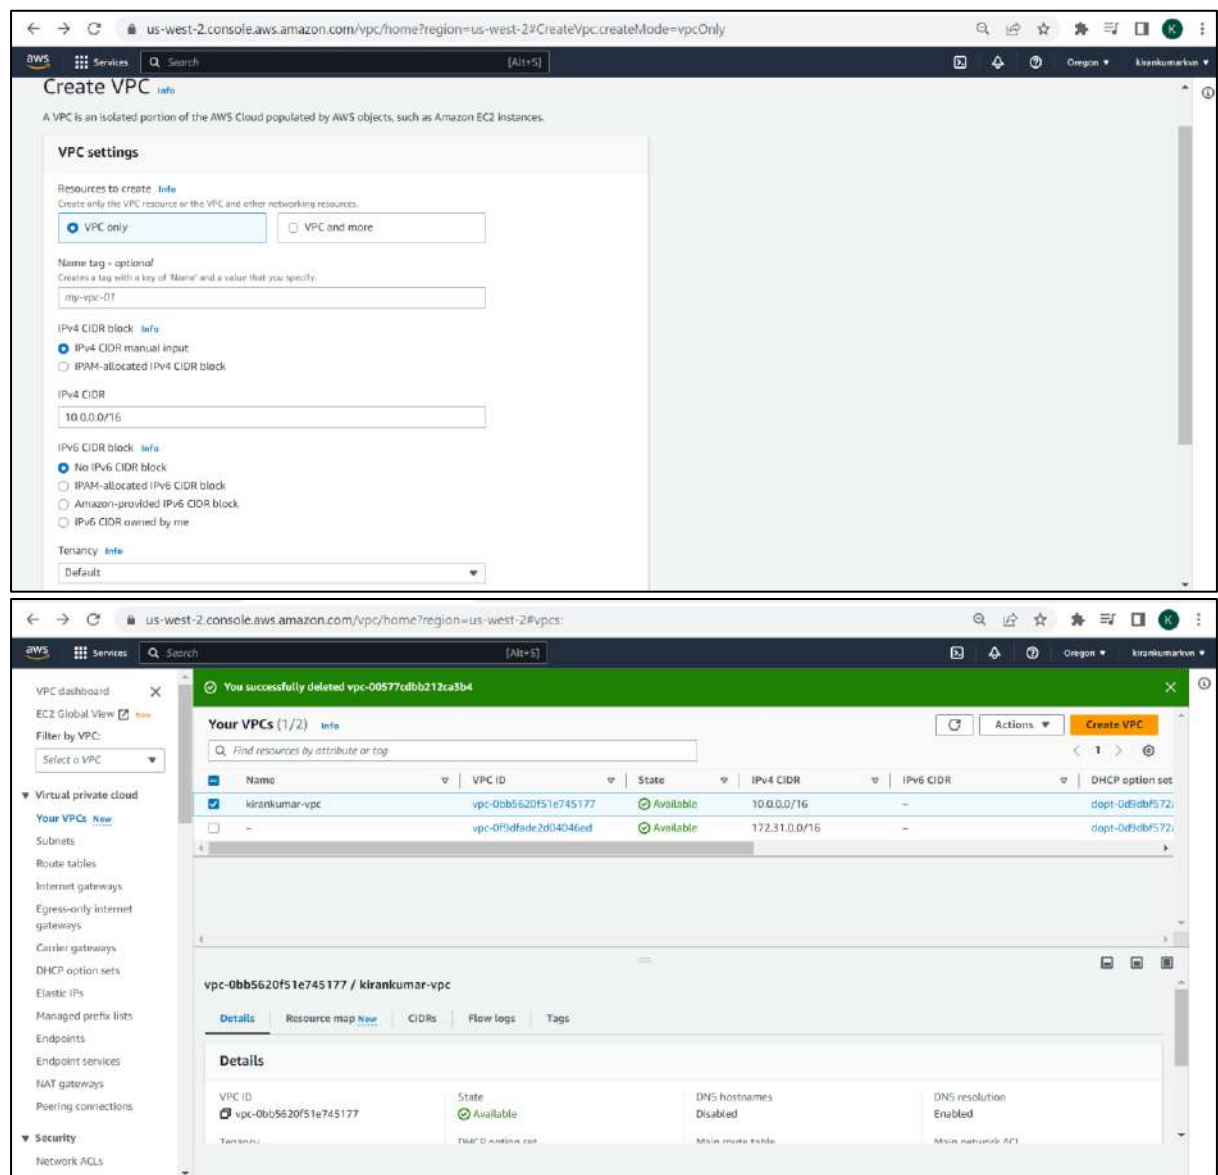 us-west-2.console.aws.amazon.com/vpc/home?region=us-west-2#CreateVpc:createMode=vpcOnly
K
aws Services Search [Alt+S] Oregon kirankumarkvn
Create VPC Info
A VPC is an isolated portion of the AWS Cloud populated by AWS objects, such as Amazon EC2 instances.
VPC settings
Resources to create Info
Create only the VPC resource or the VPC and other networking resources.
VPC only VPC and more
Name tag - optional
Creates a tag with a key of 'Name' and a value that you specify.
my-vpc-01
IPv4 CIDR block Info
IPv4 CIDR manual input
IPAM-allocated IPv4 CIDR block
IPv4 CIDR
10.0.0.0/16
IPv6 CIDR block Info
No IPv6 CIDR block
IPAM-allocated IPv6 CIDR block
Amazon-provided IPv6 CIDR block
IPv6 CIDR owned by me
Tenancy Info
Default
us-west-2.console.aws.amazon.com/vpc/home?region=us-west-2#vpcs:
K
aws Services Search [Alt+S] Oregon kirankumarkvn
You successfully deleted vpc-00577cdbb212ca3b4
VPC dashboard
EC2 Global View New
Filter by VPC:
Select a VPC
Virtual private cloud
Your VPCs New
Subnets
Route tables
Internet gateways
Egress-only internet
gateways
Carrier gateways
DHCP option sets
Elastic IPs
Managed prefix lists
Endpoints
Endpoint services
NAT gateways
Peering connections
Security
Network ACLs
Your VPCs (1/2) Info
Actions Create VPC
Find resources by attribute or tag
1
Name VPC ID State IPv4 CIDR IPv6 CIDR DHCP option set
kirankumar-vpc vpc-0bb5620f51e745177 Available 10.0.0.0/16 – dopt-0d9dbf572
– vpc-0f9dfade2d04046ed Available 172.31.0.0/16 – dopt-0d9dbf572
vpc-0bb5620f51e745177 / kirankumar-vpc
Details Resource map New CIDRs Flow logs Tags
Details
VPC ID State DNS hostnames DNS resolution
vpc-0bb5620f51e745177 Available Disabled Enabled
Tenancy DHCP option set Main route table Main network ACL